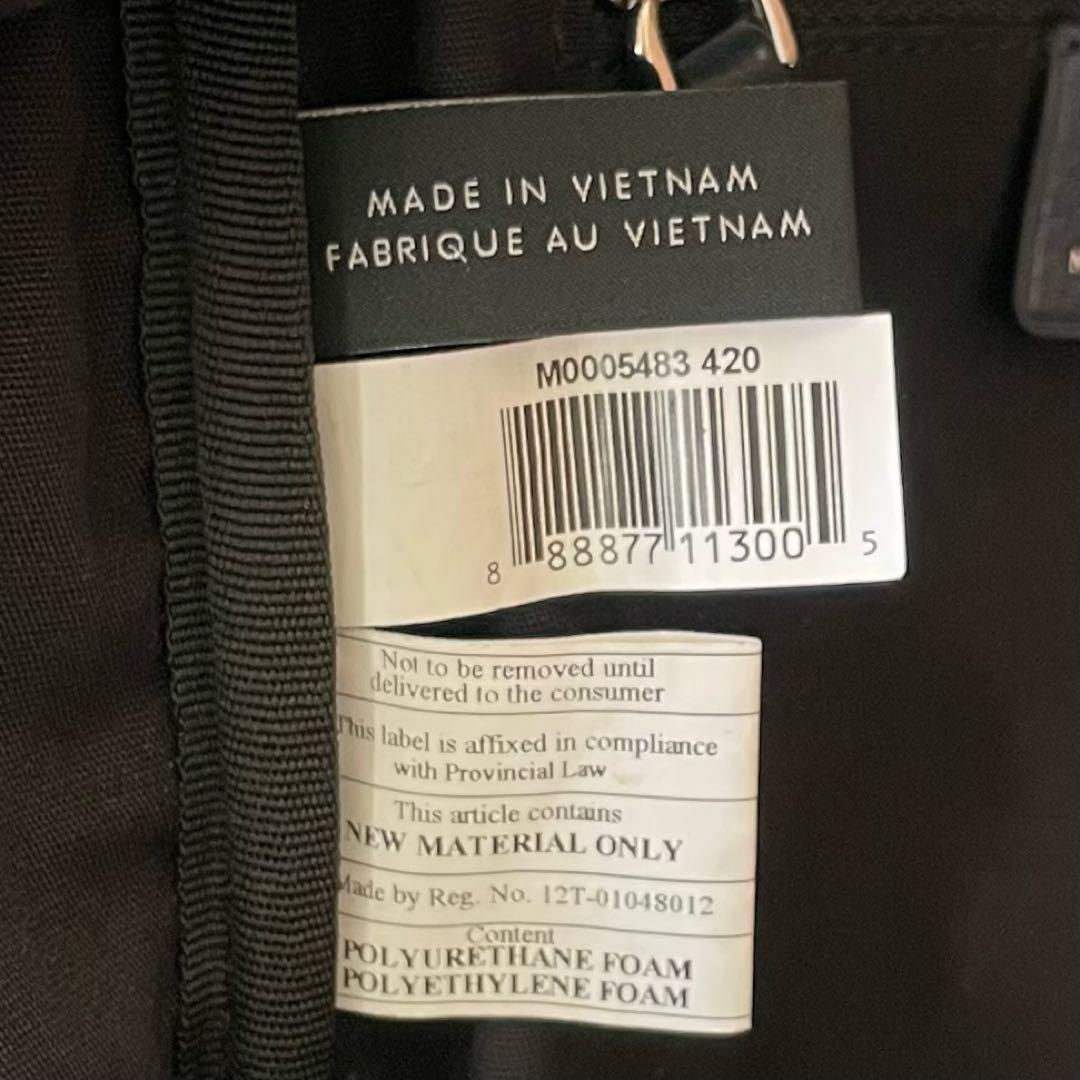 MADE IN VIETNAM
FABRIQUE AU VIETNAM
M0005483 420
8 88877 11300 5
Not to be removed until
delivered to the consumer
This label is affixed in compliance
with Provincial Law
This article contains
NEW MATERIAL ONLY
Made by Reg. No. 12T-01048012
Content
POLYURETHANE FOAM
POLYETHYLENE FOAM